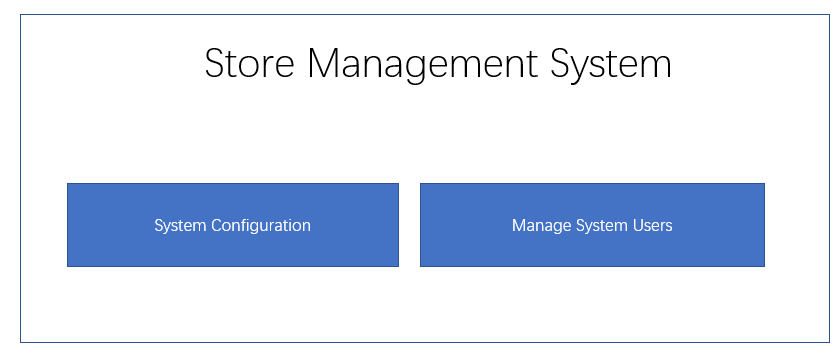 Store Management System
System Configuration
Manage System Users